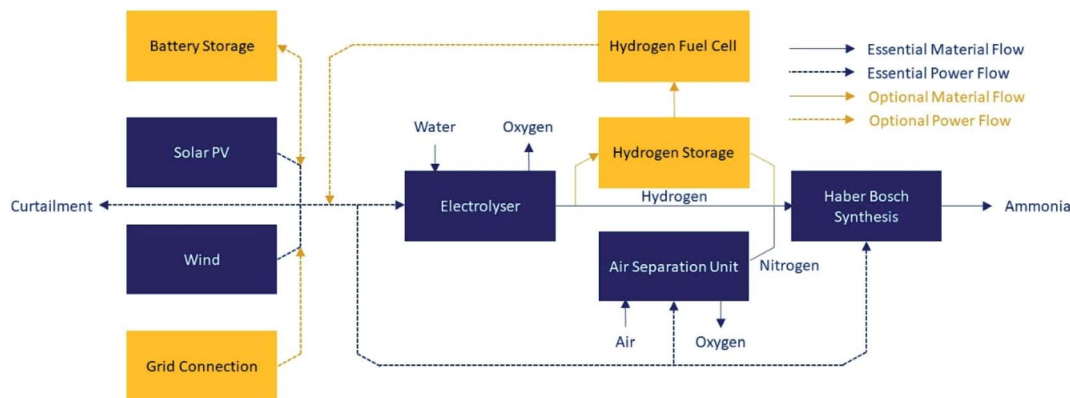 Battery Storage
Hydrogen Fuel Cell
Essential Material Flow
Essential Power Flow
Optional Material Flow
Optional Power Flow
Water
Oxygen
Solar PV
Hydrogen Storage
Curtailment
Electrolyser
Hydrogen
Haber Bosch
Synthesis
Ammonia
Wind
Air Separation Unit
Nitrogen
Air
Oxygen
Grid Connection